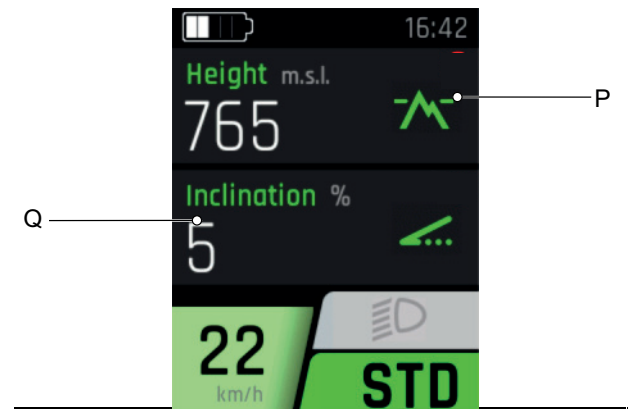 16:42
Height m.s.l.
765
P
Inclination %
Q
5
22
km/h
STD